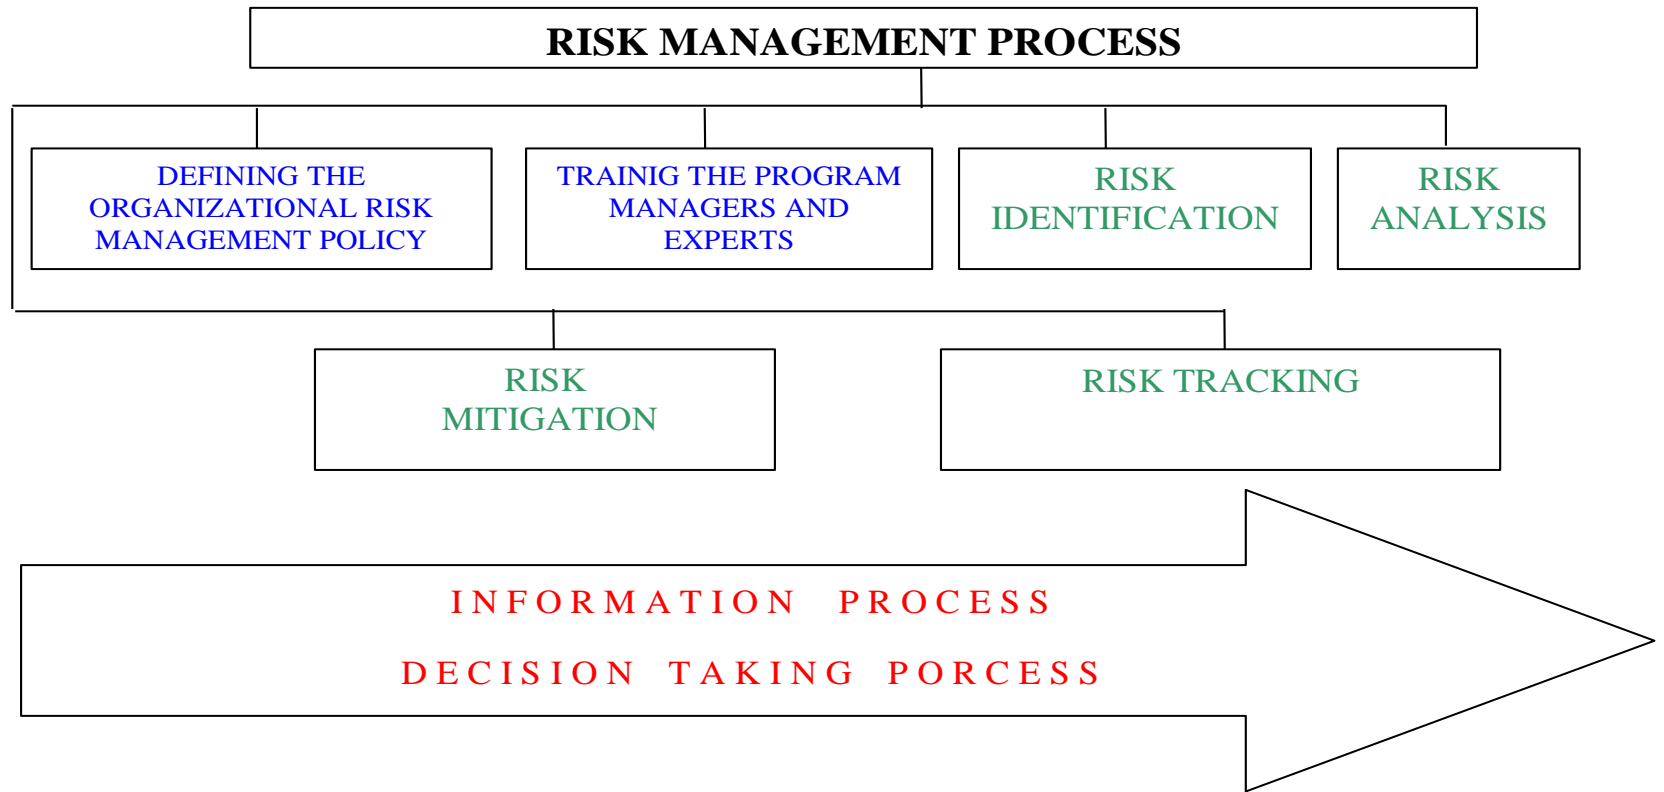 RISK MANAGEMENT PROCESS
DEFINING THE
ORGANIZATIONAL RISK
MANAGEMENT POLICY
TRAINIG THE PROGRAM
MANAGERS AND
EXPERTS
RISK
IDENTIFICATION
RISK
ANALYSIS
RISK
MITIGATION
RISK TRACKING
INFORMATION PROCESS
DECISION TAKING PORCESS